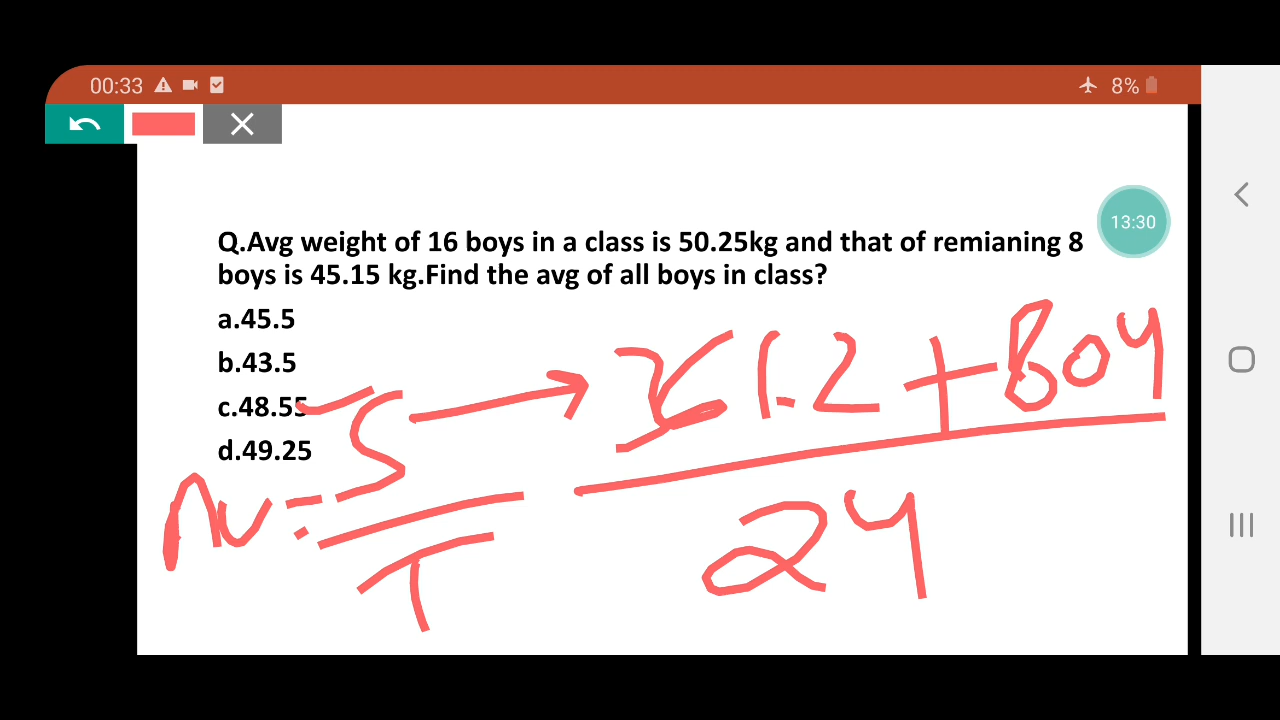 00:33 8%
13:30
Q.Avg weight of 16 boys in a class is 50.25kg and that of remianing 8
boys is 45.15 kg.Find the avg of all boys in class?
a.45.5
b.43.5
c.48.55
d.49.25
361.2 + 804
24
Av = S
T